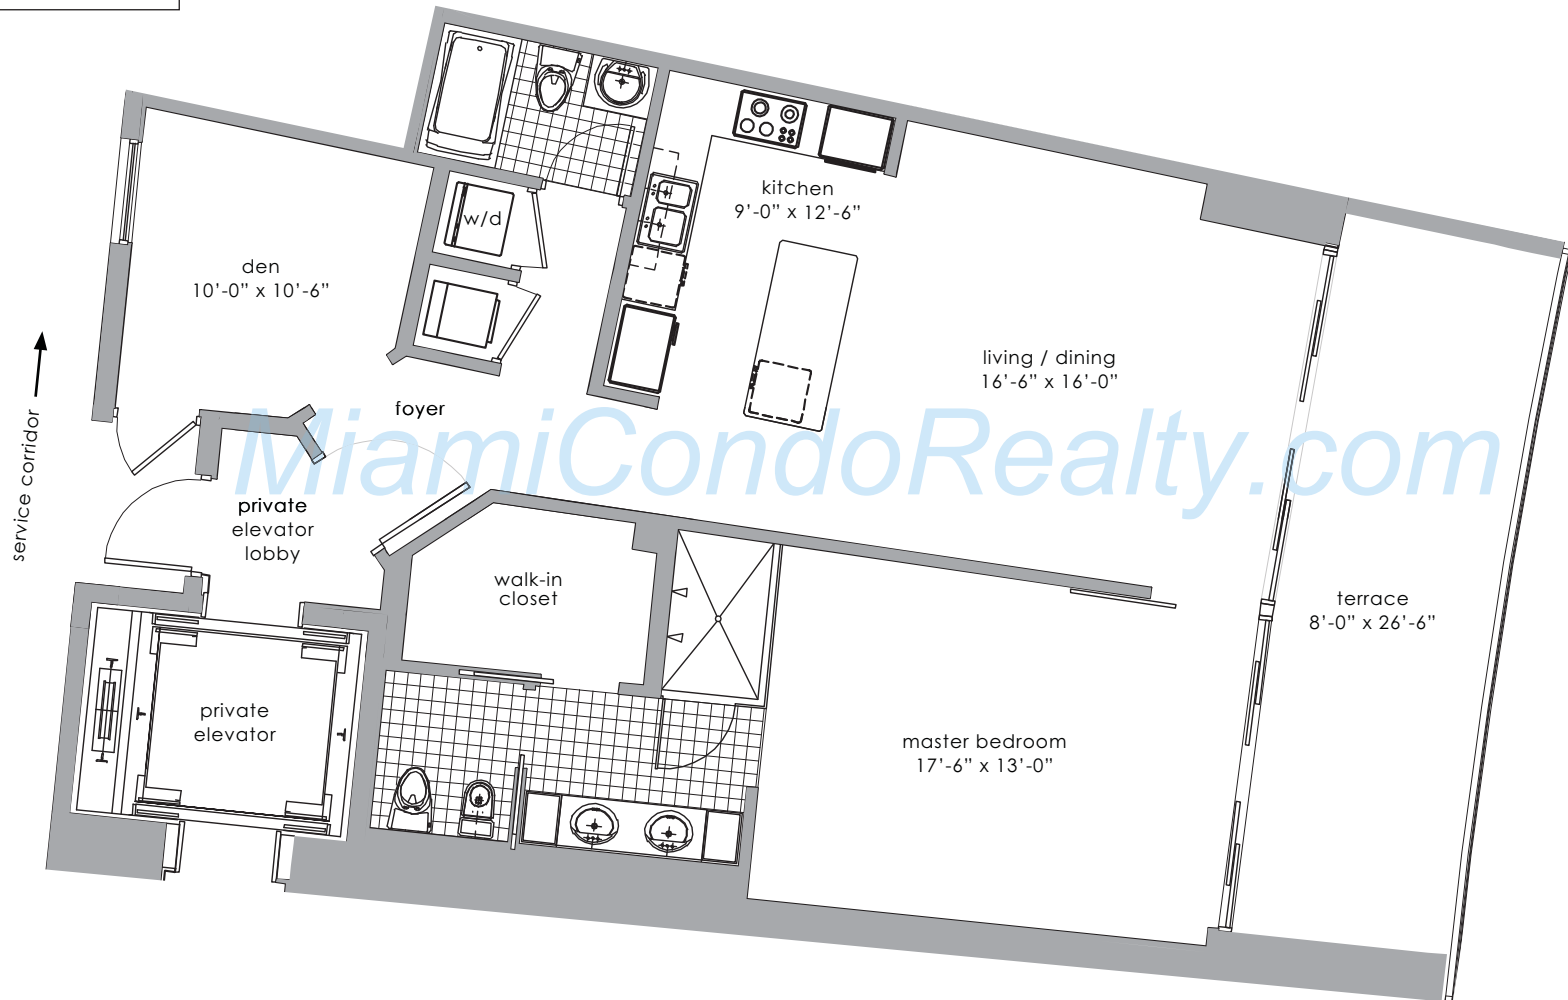 w/d
kitchen
9'-0" x 12'-6"
den
10'-0" x 10'-6"
living / dining
16'-6" x 16'-0"
foyer
MiamiCondoRealty.com
service corridor
private
elevator
lobby
walk-in
closet
terrace
8'-0" x 26'-6"
private
elevator
master bedroom
17'-6" x 13'-0"